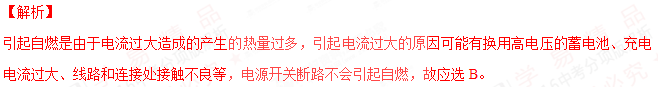 【解析】
引起自燃是由于电流过大造成的产生的热量过多，引起电流过大的原因可能有换用高电压的蓄电池、充电
电流过大、线路和连接处接触不良等，电源开关断路不会引起自燃，故应选 B。